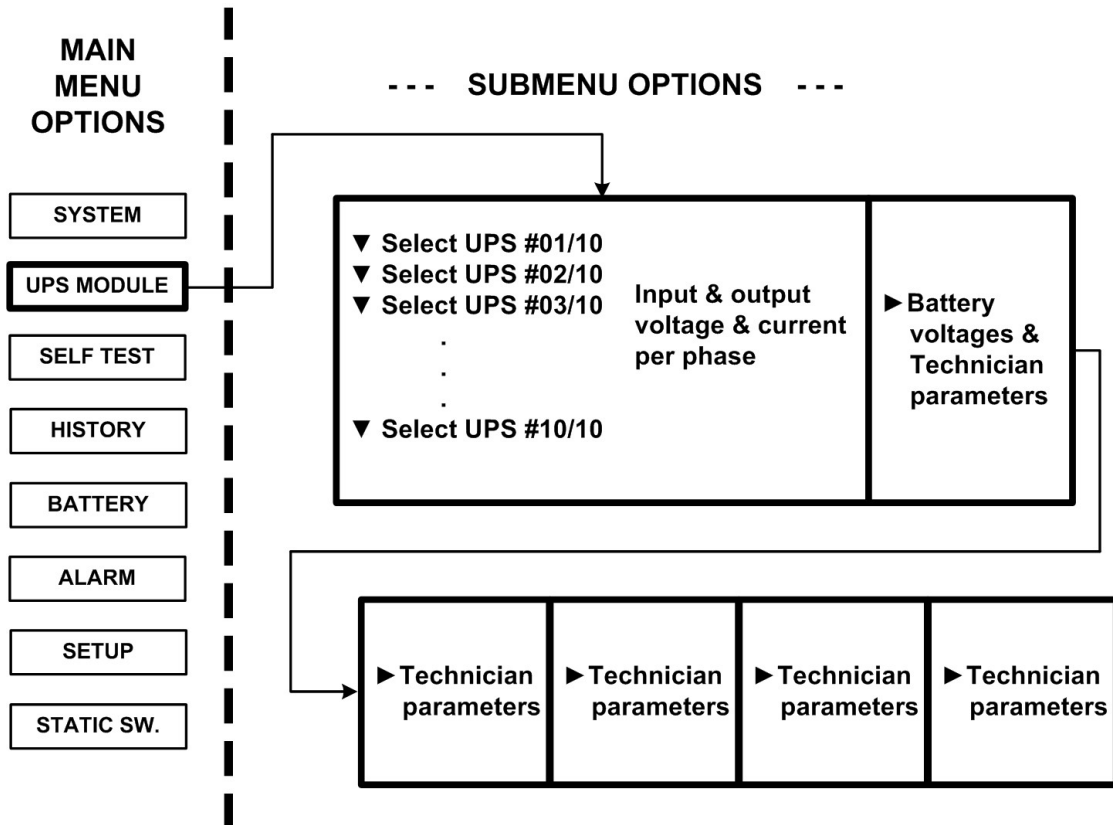 MAIN
MENU
OPTIONS
- - - SUBMENU OPTIONS - - -
SYSTEM
UPS MODULE
SELF TEST
HISTORY
BATTERY
ALARM
SETUP
STATIC SW.
▼ Select UPS #01/10
▼ Select UPS #02/10
▼ Select UPS #03/10
.
.
.
▼ Select UPS #10/10
Input & output
voltage & current
per phase
► Battery
voltages &
Technician
parameters
► Technician
parameters
► Technician
parameters
► Technician
parameters
► Technician
parameters